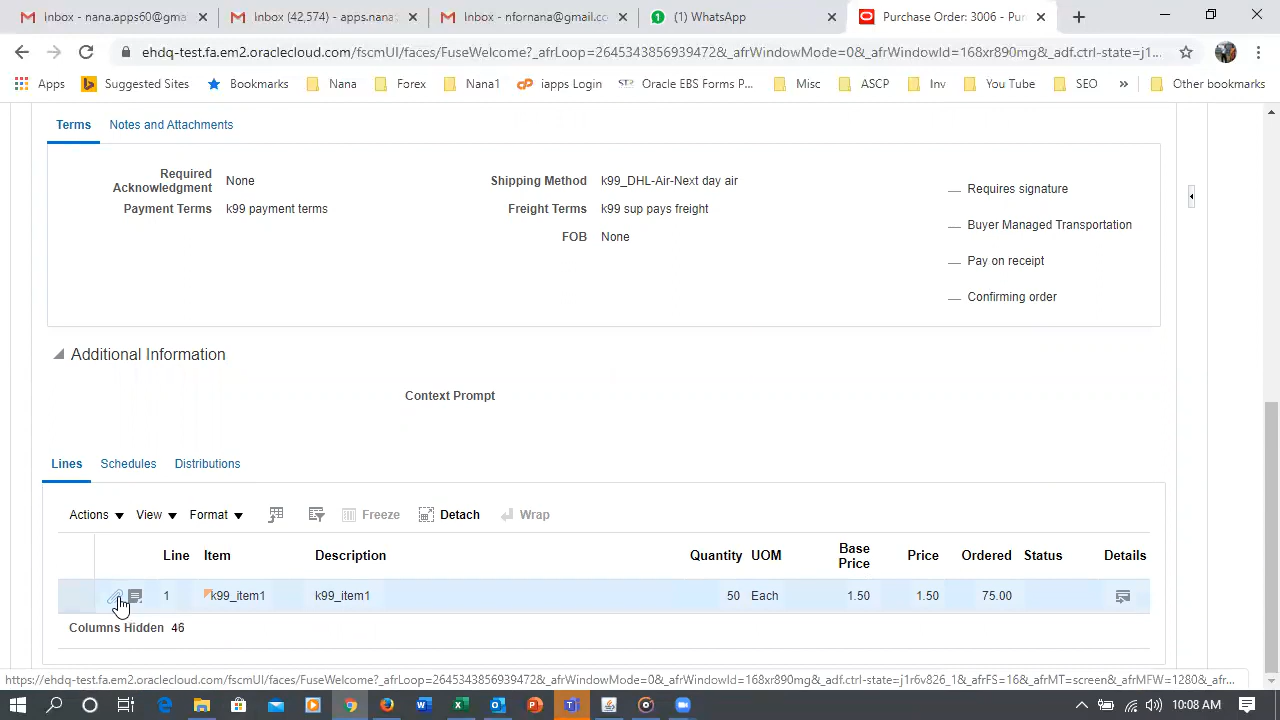 Inbox - nana.apps60@gmail.c
Inbox (42,574) - apps.nana
Inbox - nfornana@gmail.co
(1) WhatsApp
Purchase Order: 3006 - Pur
ehdq-test.fa.em2.oraclecloud.com/fscmUI/faces/FuseWelcome?_afrLoop=2645343856939472&_afrWindowMode=0&_afrWindowId=168xr890mg&_adf.ctrl-state=j1...
Apps Suggested Sites Bookmarks Nana Forex Nana1 iapps Login Oracle EBS Forms P... Misc ASCP Inv You Tube SEO » Other bookmarks
Terms Notes and Attachments
Required Acknowledgment None
Payment Terms k99 payment terms
Shipping Method k99_DHL-Air-Next day air
Freight Terms k99 sup pays freight
FOB None
Requires signature
Buyer Managed Transportation
Pay on receipt
Confirming order
Additional Information
Context Prompt
Lines Schedules Distributions
Actions View Format Freeze Detach Wrap
Line Item Description Quantity UOM Base Price Price Ordered Status Details
1 k99_item1 k99_item1 50 Each 1.50 1.50 75.00
Columns Hidden 46
https://ehdq-test.fa.em2.oraclecloud.com/fscmUI/faces/FuseWelcome?_afrLoop=2645343856939472&_afrWindowMode=0&_afrWindowId=168xr890mg&_adf.ctrl-state=j1r6v826_1&_afrFS=16&_afrMT=screen&_afrMFW=1280&_afr...
10:08 AM